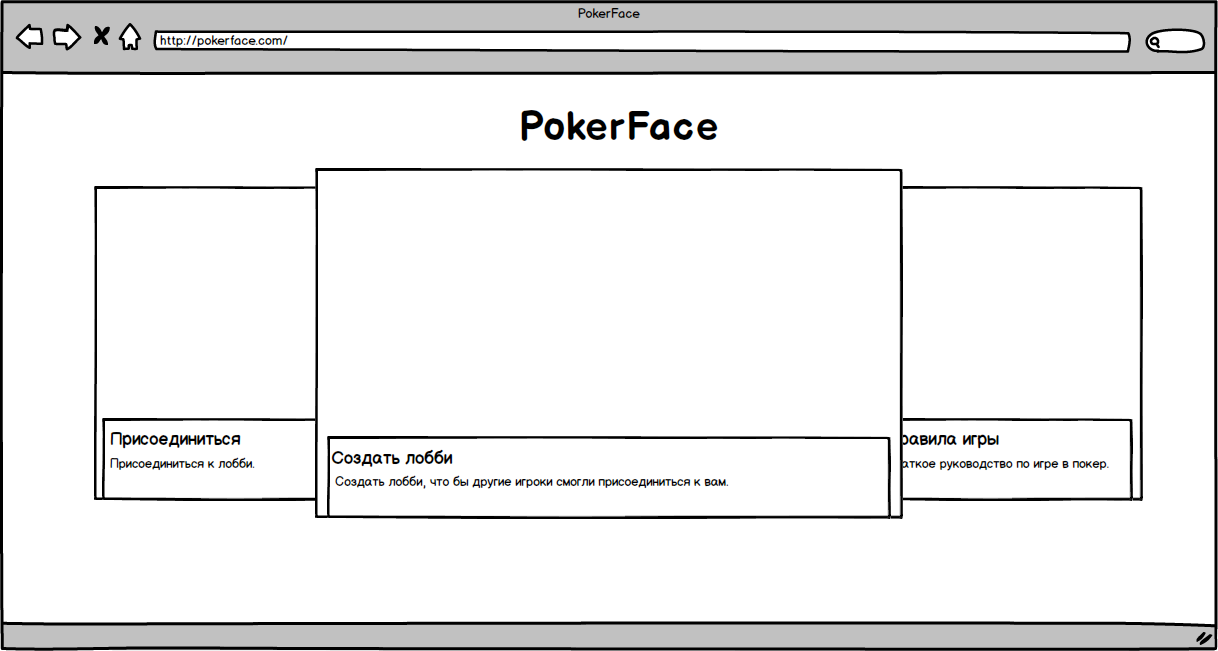 PokerFace
http://pokerface.com/
PokerFace
Присоединиться
Присоединиться к лобби.
Создать лобби
Создать лобби, что бы другие игроки смогли присоединиться к вам.
равила игры
аткое руководство по игре в покер.